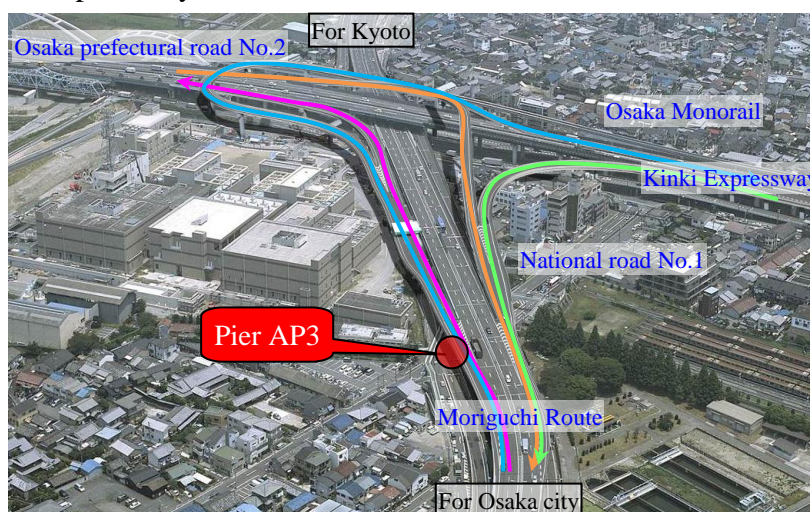 For Kyoto
Osaka prefectural road No.2
Osaka Monorail
Kinki Expressway
National road No.1
Pier AP3
Moriguchi Route
For Osaka city